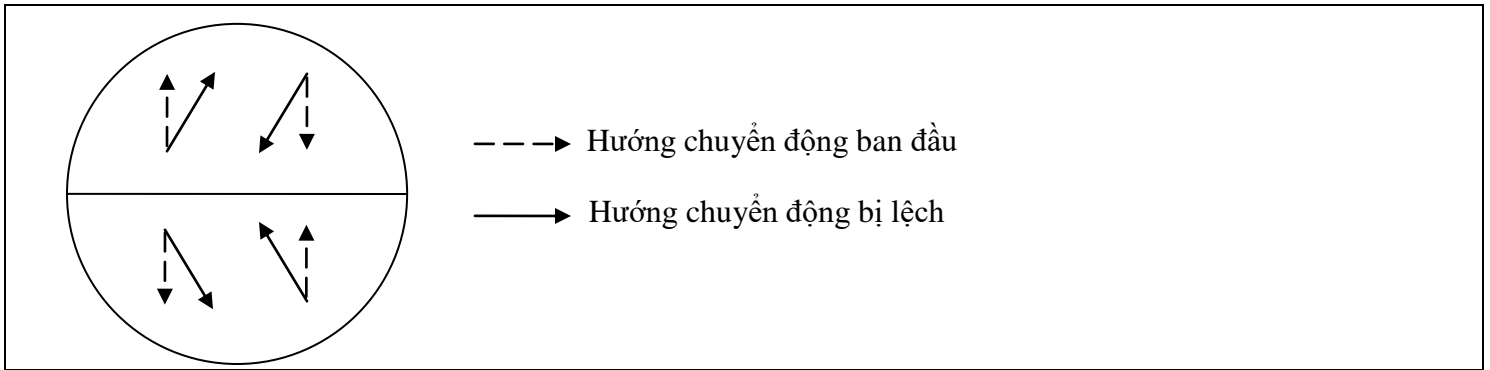 Hướng chuyển động ban đầu
Hướng chuyển động bị lệch